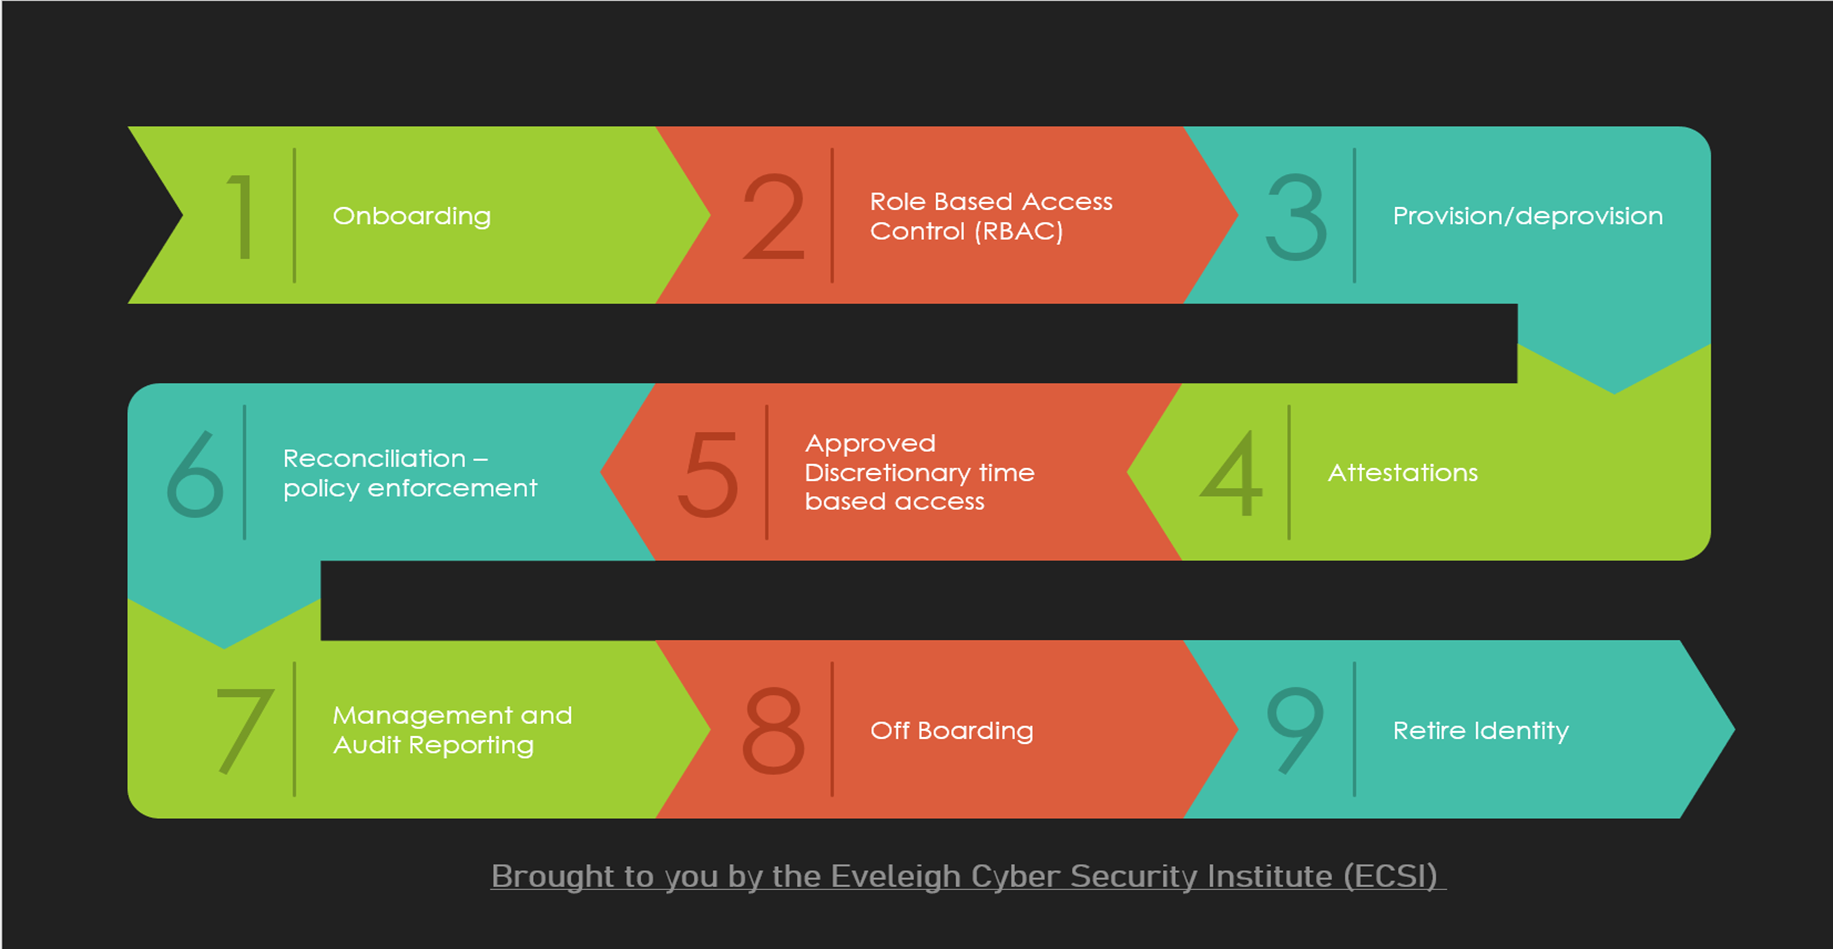 1
Onboarding
2
Role Based Access
Control (RBAC)
3
Provision/deprovision
4
Attestations
5
Approved
Discretionary time
based access
6
Reconciliation –
policy enforcement
7
Management and
Audit Reporting
8
Off Boarding
9
Retire Identity
Brought to you by the Eveleigh Cyber Security Institute (ECSI)